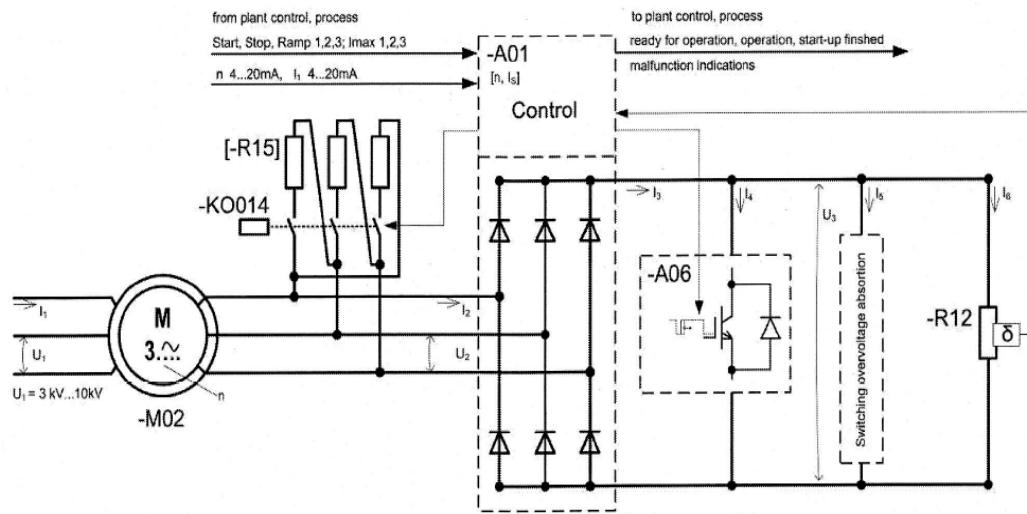 from plant control, process
Start, Stop, Ramp 1,2,3; Imax 1,2,3
n 4...20mA, I₁ 4...20mA
to plant control, process
ready for operation, operation, start-up finshed
malfunction indications
-A01
[n, Iₛ]
Control
[-R15]
-KO014
I₃
I₄
U₃
I₅
I₆
-A06
Switching overvoltage absortion
-R12
δ
I₁
M
3....
I₂
U₁
U₂
n
U₁ = 3 kV...10kV
-M02